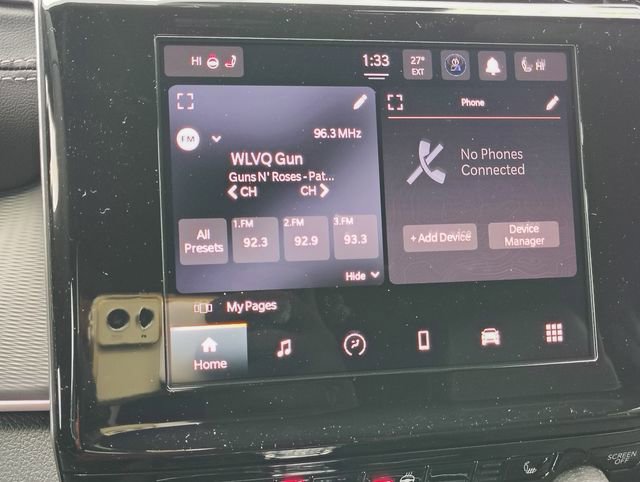 HI
1:33
27°
EXT
HI
FM
96.3 MHz
WLVQ Gun
Guns N' Roses - Pat...
CH
CH
All
Presets
1.FM
92.3
2.FM
92.9
3.FM
93.3
Hide
Phone
No Phones
Connected
+ Add Device
Device
Manager
My Pages
Home
SCREEN
OFF